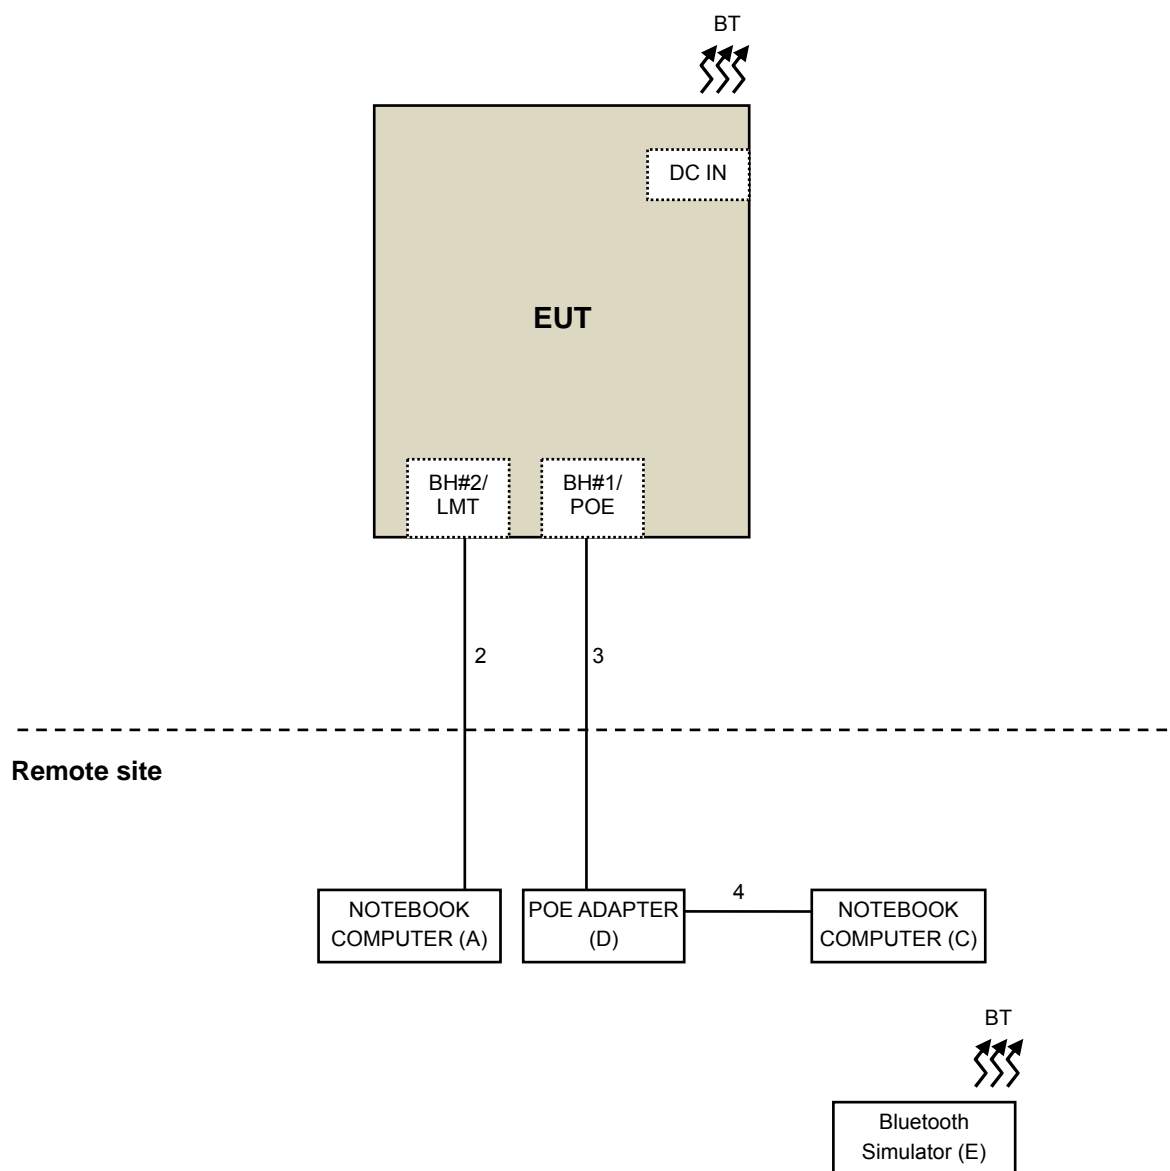 BT
DC IN
EUT
BH#2/
LMT
BH#1/
POE
2
3
Remote site
NOTEBOOK
COMPUTER (A)
POE ADAPTER
(D)
4
NOTEBOOK
COMPUTER (C)
BT
Bluetooth
Simulator (E)